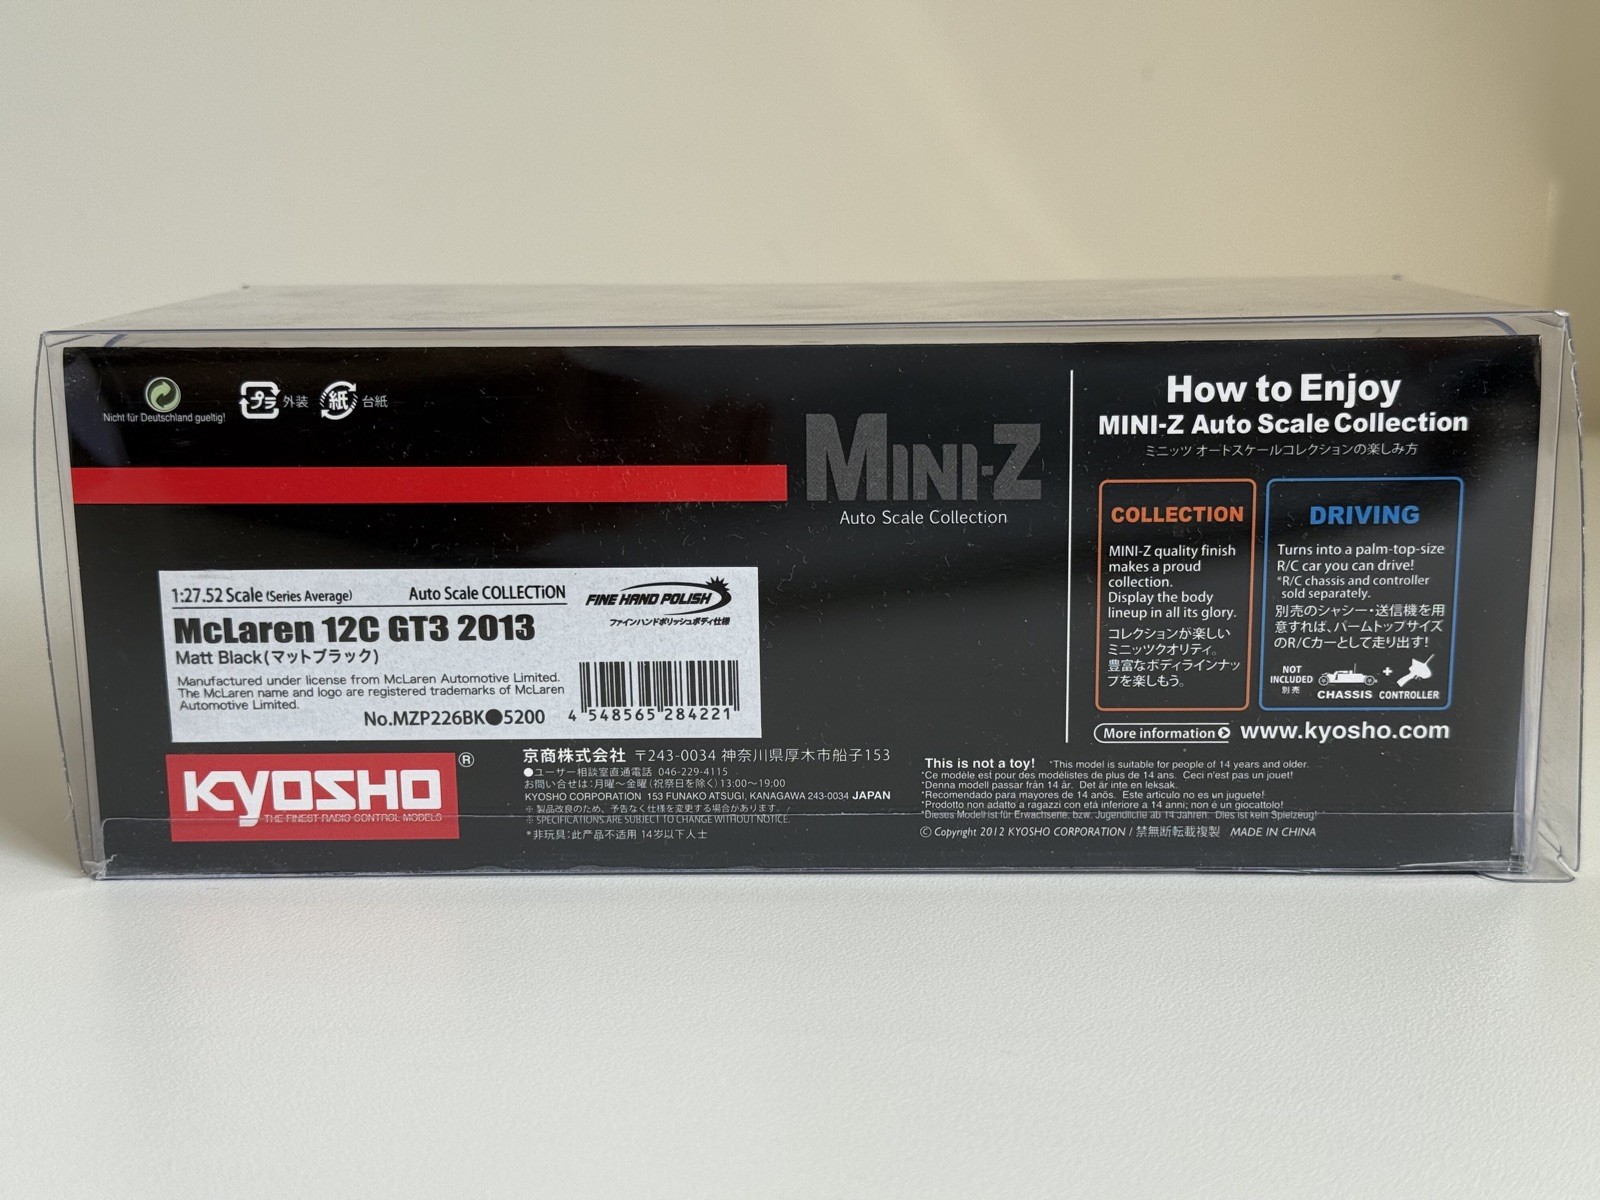 Nicht für Deutschland gueltig!
プラ 外装
紙 台紙
MINI-Z
Auto Scale Collection
1:27.52 Scale (Series Average)
Auto Scale COLLECTiON
FINE HAND POLISH
ファインハンドポリッシュボディ仕様
McLaren 12C GT3 2013
Matt Black(マットブラック)
Manufactured under license from McLaren Automotive Limited.
The McLaren name and logo are registered trademarks of McLaren
Automotive Limited.
No.MZP226BK●5200
4 548565 284221
KYOSHO ®
THE FINEST RADIO CONTROL MODELS
京商株式会社 〒243-0034 神奈川県厚木市船子153
●ユーザー相談室直通電話 046-229-4115
お問い合せは:月曜〜金曜(祝祭日を除く)13:00〜19:00
KYOSHO CORPORATION 153 FUNAKO ATSUGI, KANAGAWA 243-0034 JAPAN
※ 製品改良のため、予告なく仕様を変更する場合があります。
※ SPECIFICATIONS ARE SUBJECT TO CHANGE WITHOUT NOTICE.
*非玩具:此产品不适用 14岁以下人士
This is not a toy! *This model is suitable for people of 14 years and older.
*Ce modèle est pour des modélistes de plus de 14 ans. Ceci n'est pas un jouet!
*Denna modell passar från 14 år. Det är inte en leksak.
*Recomendado para mayores de 14 años. Este articulo no es un juguete!
*Prodotto non adatto a ragazzi con età inferiore a 14 anni; non é un giocattolo!
*Dieses Modell ist für Erwachsene, bzw. Jugendliche ab 14 Jahren. Dies ist kein Spielzeug!
© Copyright 2012 KYOSHO CORPORATION / 禁無断転載複製 MADE IN CHINA
How to Enjoy
MINI-Z Auto Scale Collection
ミニッツ オートスケールコレクションの楽しみ方
COLLECTION
MINI-Z quality finish
makes a proud
collection.
Display the body
lineup in all its glory.
コレクションが楽しい
ミニッツクオリティ。
豊富なボディラインナッ
プを楽しもう。
DRIVING
Turns into a palm-top-size
R/C car you can drive!
*R/C chassis and controller
sold separately.
別売のシャシー・送信機を用
意すれば、パームトップサイズ
のR/Cカーとして走り出す!
NOT
INCLUDED
別売
CHASSIS + CONTROLLER
More information www.kyosho.com